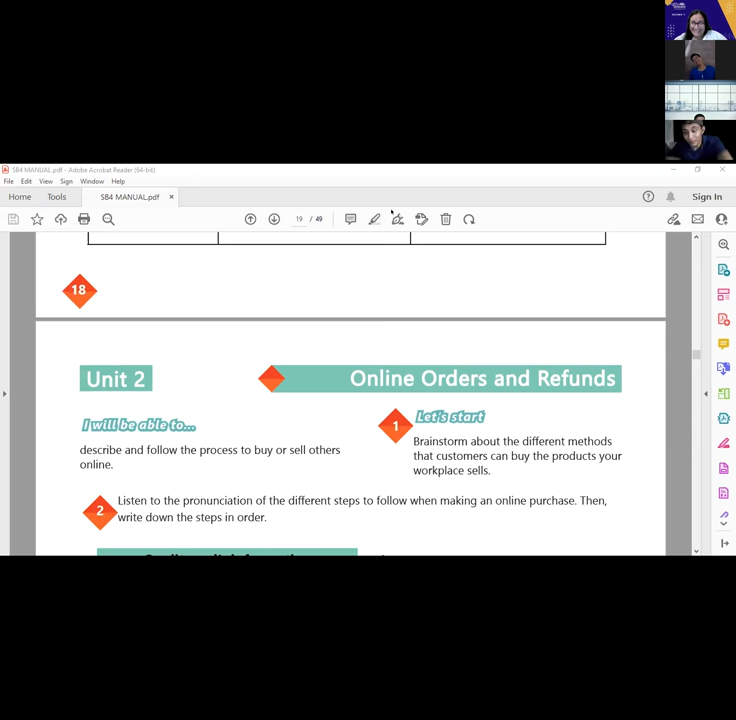 SB4 MANUAL.pdf - Adobe Acrobat Reader (64-bit)
File Edit View Sign Window Help
Home Tools SB4 MANUAL.pdf × Sign In
19 / 49
18
Unit 2
Online Orders and Refunds
I will be able to...
describe and follow the process to buy or sell others
online.
1
Let's start
Brainstorm about the different methods
that customers can buy the products your
workplace sells.
2
Listen to the pronunciation of the different steps to follow when making an online purchase. Then,
write down the steps in order.